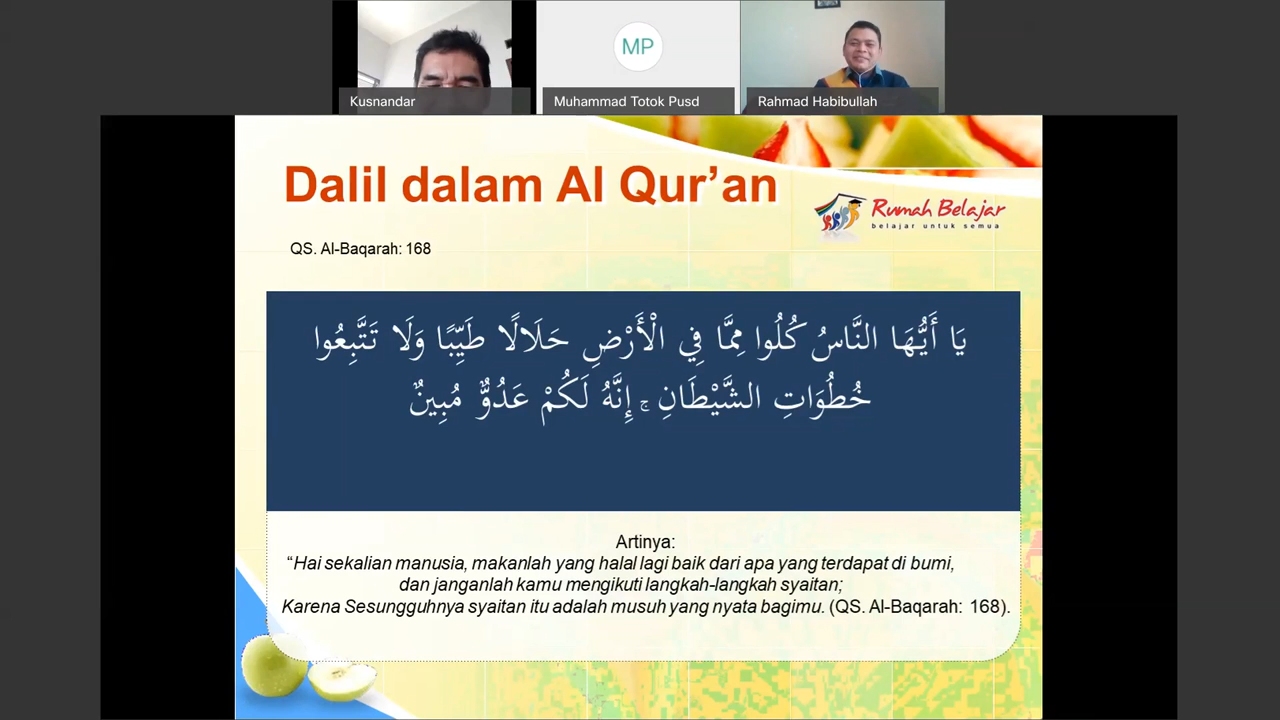 Kusnandar
MP
Muhammad Totok Pusd
Rahmad Habibullah
Dalil dalam Al Qur’an
Rumah Belajar
belajar untuk semua
QS. Al-Baqarah: 168
يَا أَيُّهَا النَّاسُ كُلُوا مِمَّا فِي الْأَرْضِ حَلَالًا طَيِّبًا وَلَا تَتَّبِعُوا
خُطُوَاتِ الشَّيْطَانِ ۚ إِنَّهُ لَكُمْ عَدُوٌّ مُبِينٌ
Artinya:
“Hai sekalian manusia, makanlah yang halal lagi baik dari apa yang terdapat di bumi,
dan janganlah kamu mengikuti langkah-langkah syaitan;
Karena Sesungguhnya syaitan itu adalah musuh yang nyata bagimu. (QS. Al-Baqarah: 168).